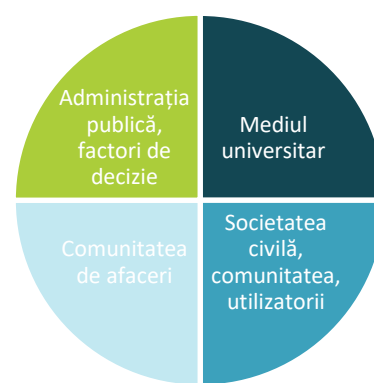 Administrația
publică,
factori de
decizie
Mediul
universitar
Comunitatea
de afaceri
Societatea
civilă,
comunitatea,
utilizatorii